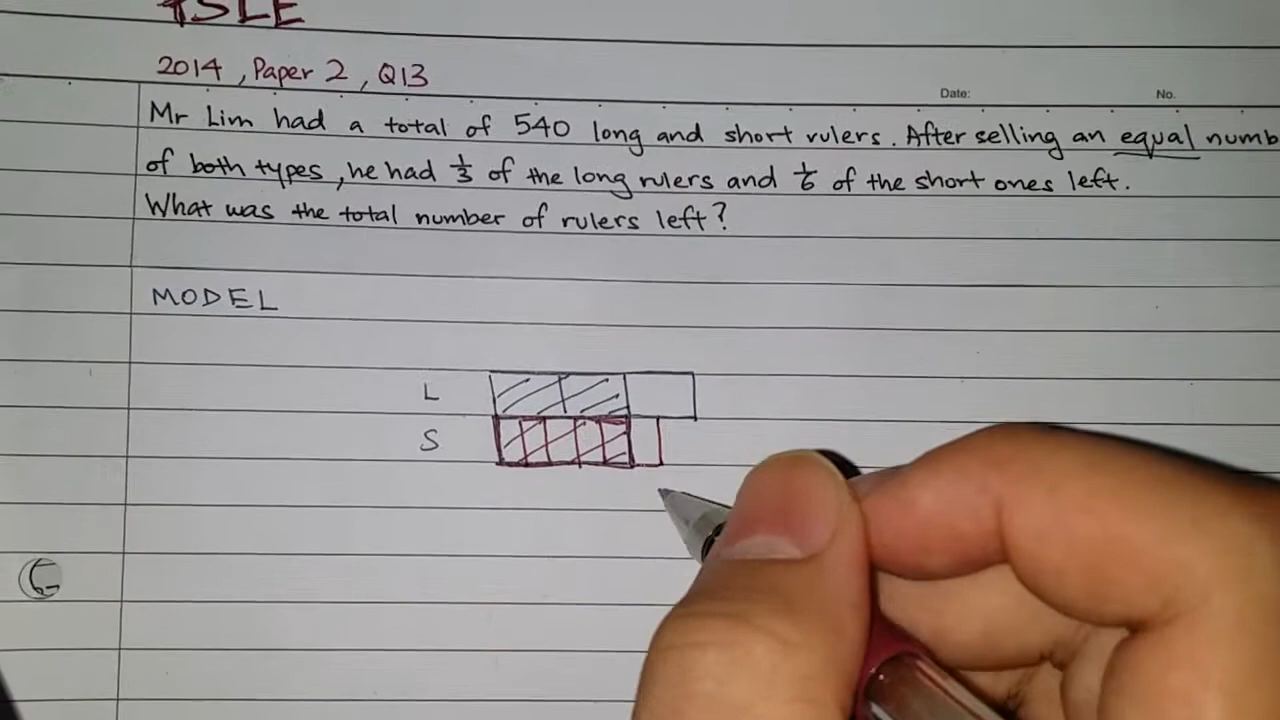 2014, Paper 2, Q13
Date: No.
Mr Lim had a total of 540 long and short rulers. After selling an equal
of both types, he had 1/3 of the long rulers and 1/6 of the short ones left.
What was the total number of rulers left?
MODEL
L
S